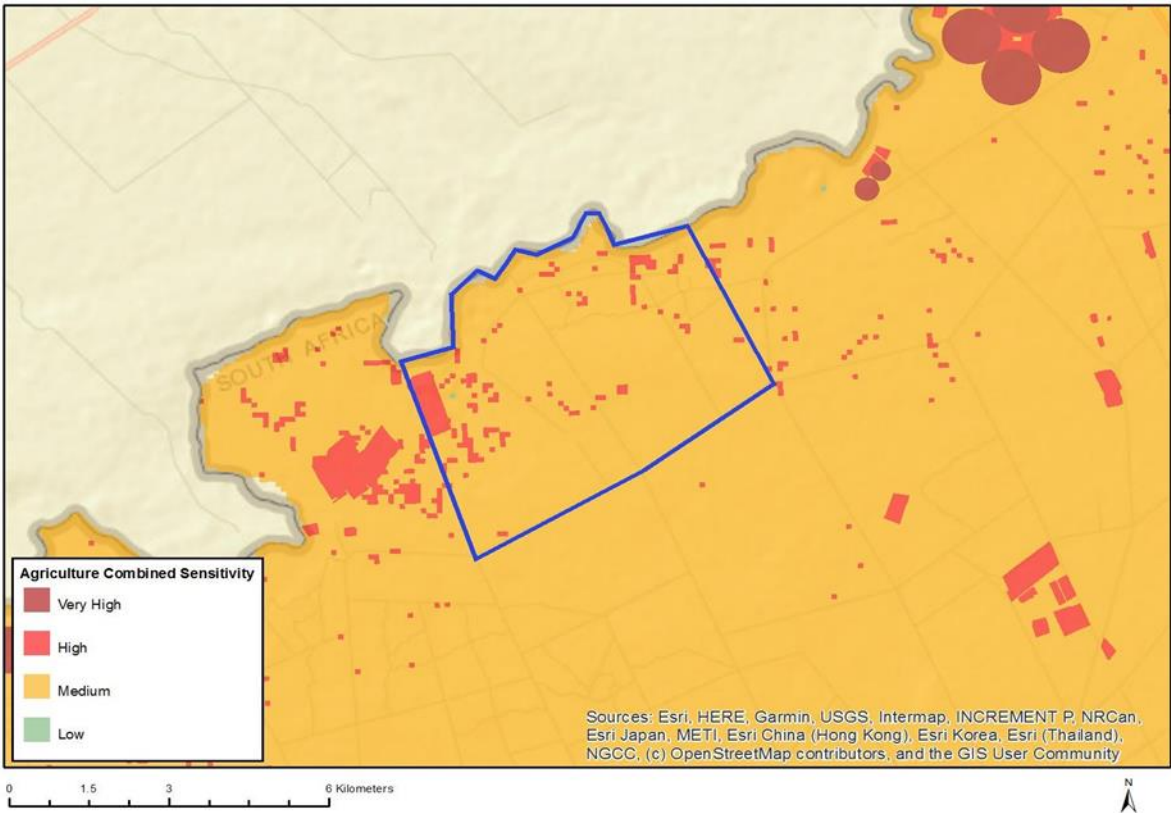 SOUTH AFRICA
Agriculture Combined Sensitivity
Very High
High
Medium
Low
Sources: Esri, HERE, Garmin, USGS, Intermap, INCREMENT P, NRCan,
Esri Japan, METI, Esri China (Hong Kong), Esri Korea, Esri (Thailand),
NGCC, (c) OpenStreetMap contributors, and the GIS User Community
0 1.5 3 6 Kilometers
N